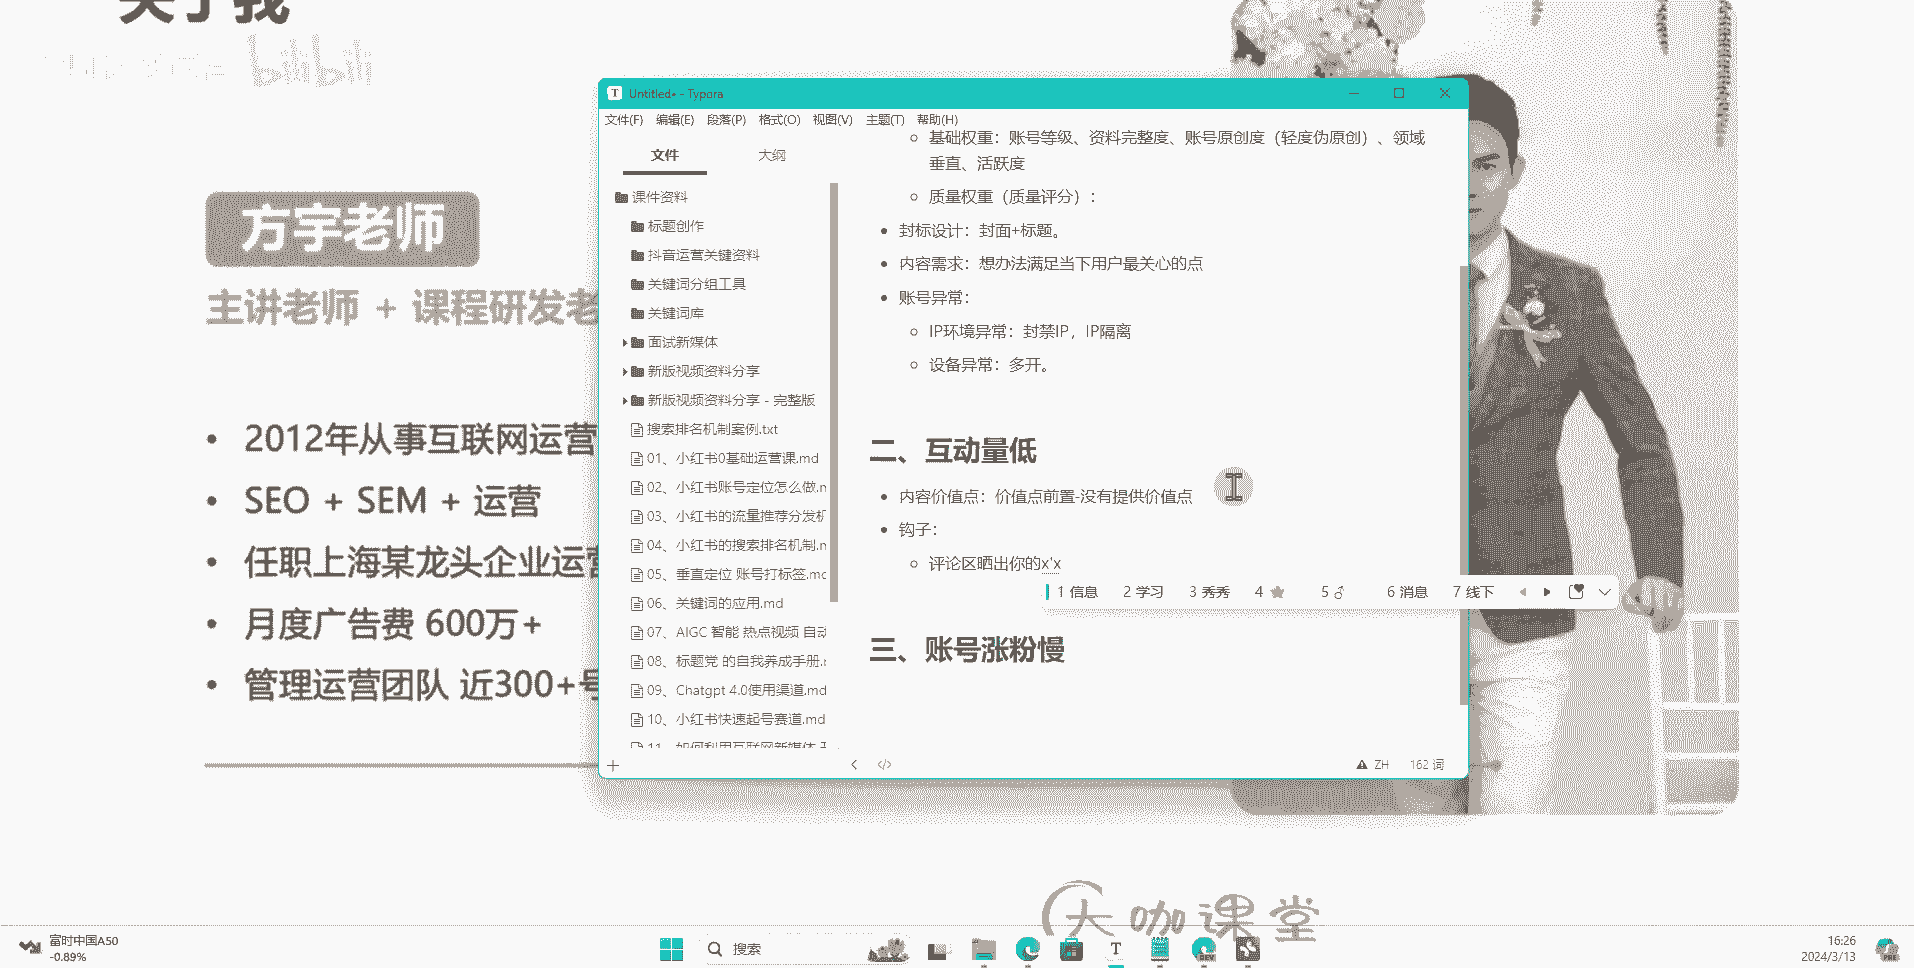 关于我
bilibili
方宇老师
主讲老师 + 课程研发老
• 2012年从事互联网运营
• SEO + SEM + 运营
• 任职上海某龙头企业运营
• 月度广告费 600万+
• 管理运营团队 近300+号
Untitled• - Typora
文件(F) 编辑(E) 段落(P) 格式(O) 视图(V) 主题(T) 帮助(H)
文件 大纲
课件资料
标题创作
抖音运营关键资料
关键词分组工具
关键词库
面试新媒体
新版视频资料分享
新版视频资料分享 - 完整版
搜索排名机制案例.txt
01、小红书0基础运营课.md
02、小红书账号定位怎么做.m
03、小红书的流量推荐分发机
04、小红书的搜索排名机制.m
05、垂直定位 账号打标签.mc
06、关键词的应用.md
07、AIGC 智能 热点视频 自动
08、标题党 的自我养成手册.r
09、Chatgpt 4.0使用渠道.md
10、小红书快速起号赛道.md
11、如何利用互联网新媒体
基础权重：账号等级、资料完整度、账号原创度（轻度伪原创）、领域
垂直、活跃度
质量权重（质量评分）：
封标设计：封面+标题。
内容需求：想办法满足当下用户最关心的点
账号异常：
IP环境异常：封禁IP，IP隔离
设备异常：多开。
二、互动量低
内容价值点：价值点前置-没有提供价值点
钩子：
评论区晒出你的x'x
1 信息 2 学习 3 秀秀 4 5♂ 6 消息 7 线下
三、账号涨粉慢
ZH 162 词
大咖课堂
富时中国A50
-0.89%
搜索
16:26
2024/3/13